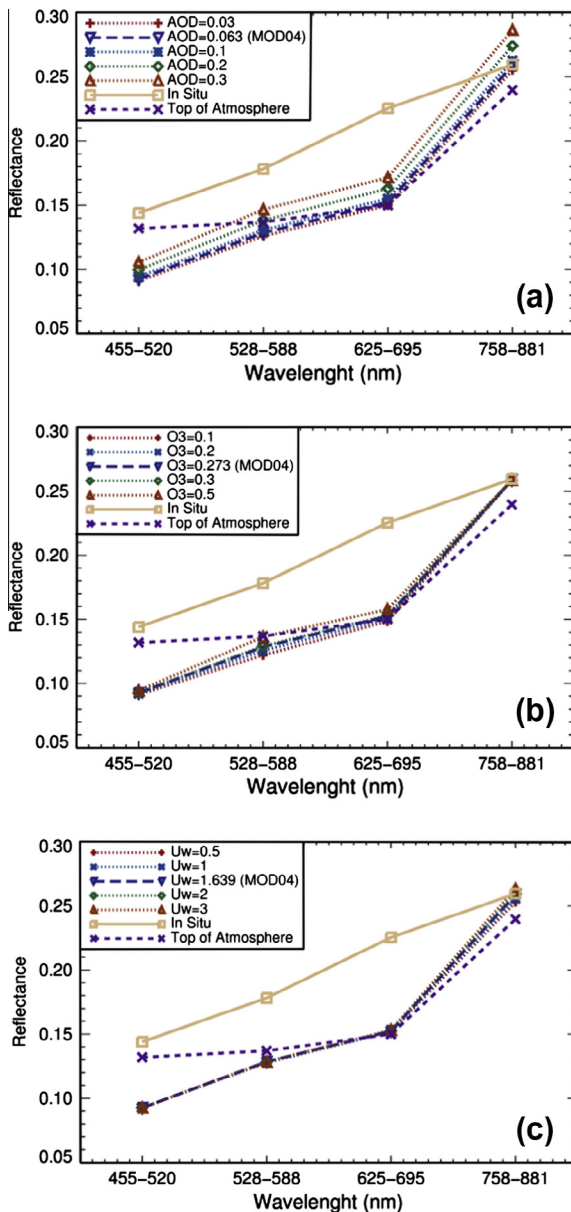 (a)
AOD=0.03
AOD=0.063 (MOD04)
AOD=0.1
AOD=0.2
AOD=0.3
In Situ
Top of Atmosphere
Reflectance
0.30
0.25
0.20
0.15
0.10
0.05
455-520
528-588
625-695
758-881
Wavelenght (nm)
(b)
O3=0.1
O3=0.2
O3=0.273 (MOD04)
O3=0.3
O3=0.5
In Situ
Top of Atmosphere
Reflectance
0.30
0.25
0.20
0.15
0.10
0.05
455-520
528-588
625-695
758-881
Wavelenght (nm)
(c)
Uw=0.5
Uw=1
Uw=1.639 (MOD04)
Uw=2
Uw=3
In Situ
Top of Atmosphere
Reflectance
0.30
0.25
0.20
0.15
0.10
0.05
455-520
528-588
625-695
758-881
Wavelenght (nm)